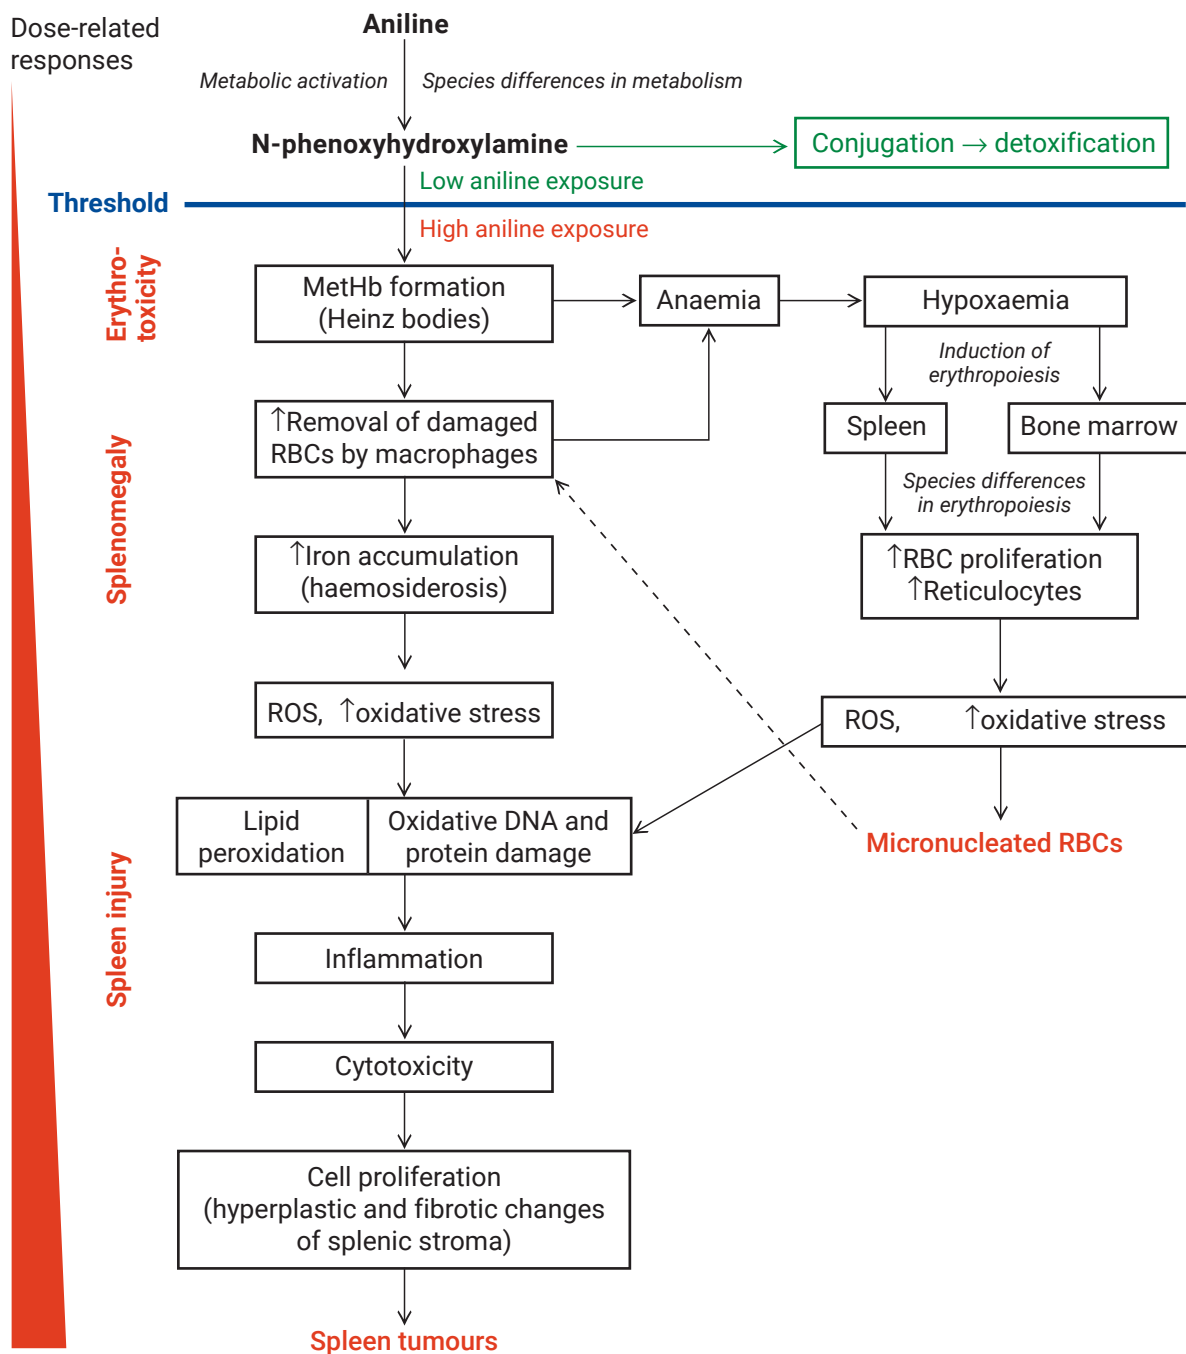 Dose-related
responses
Aniline
Metabolic activation
Species differences in metabolism
N-phenoxyhydroxylamine
Conjugation → detoxification
Low aniline exposure
Threshold
High aniline exposure
Erythro-
toxicity
MetHb formation
(Heinz bodies)
Anaemia
Hypoxaemia
Induction of
erythropoiesis
Splenomegaly
↑Removal of damaged
RBCs by macrophages
Spleen
Bone marrow
Species differences
in erythropoiesis
↑Iron accumulation
(haemosiderosis)
↑RBC proliferation
↑Reticulocytes
ROS, ↑oxidative stress
ROS, ↑oxidative stress
Spleen injury
Lipid
peroxidation
Oxidative DNA and
protein damage
Micronucleated RBCs
Inflammation
Cytotoxicity
Cell proliferation
(hyperplastic and fibrotic changes
of splenic stroma)
Spleen tumours